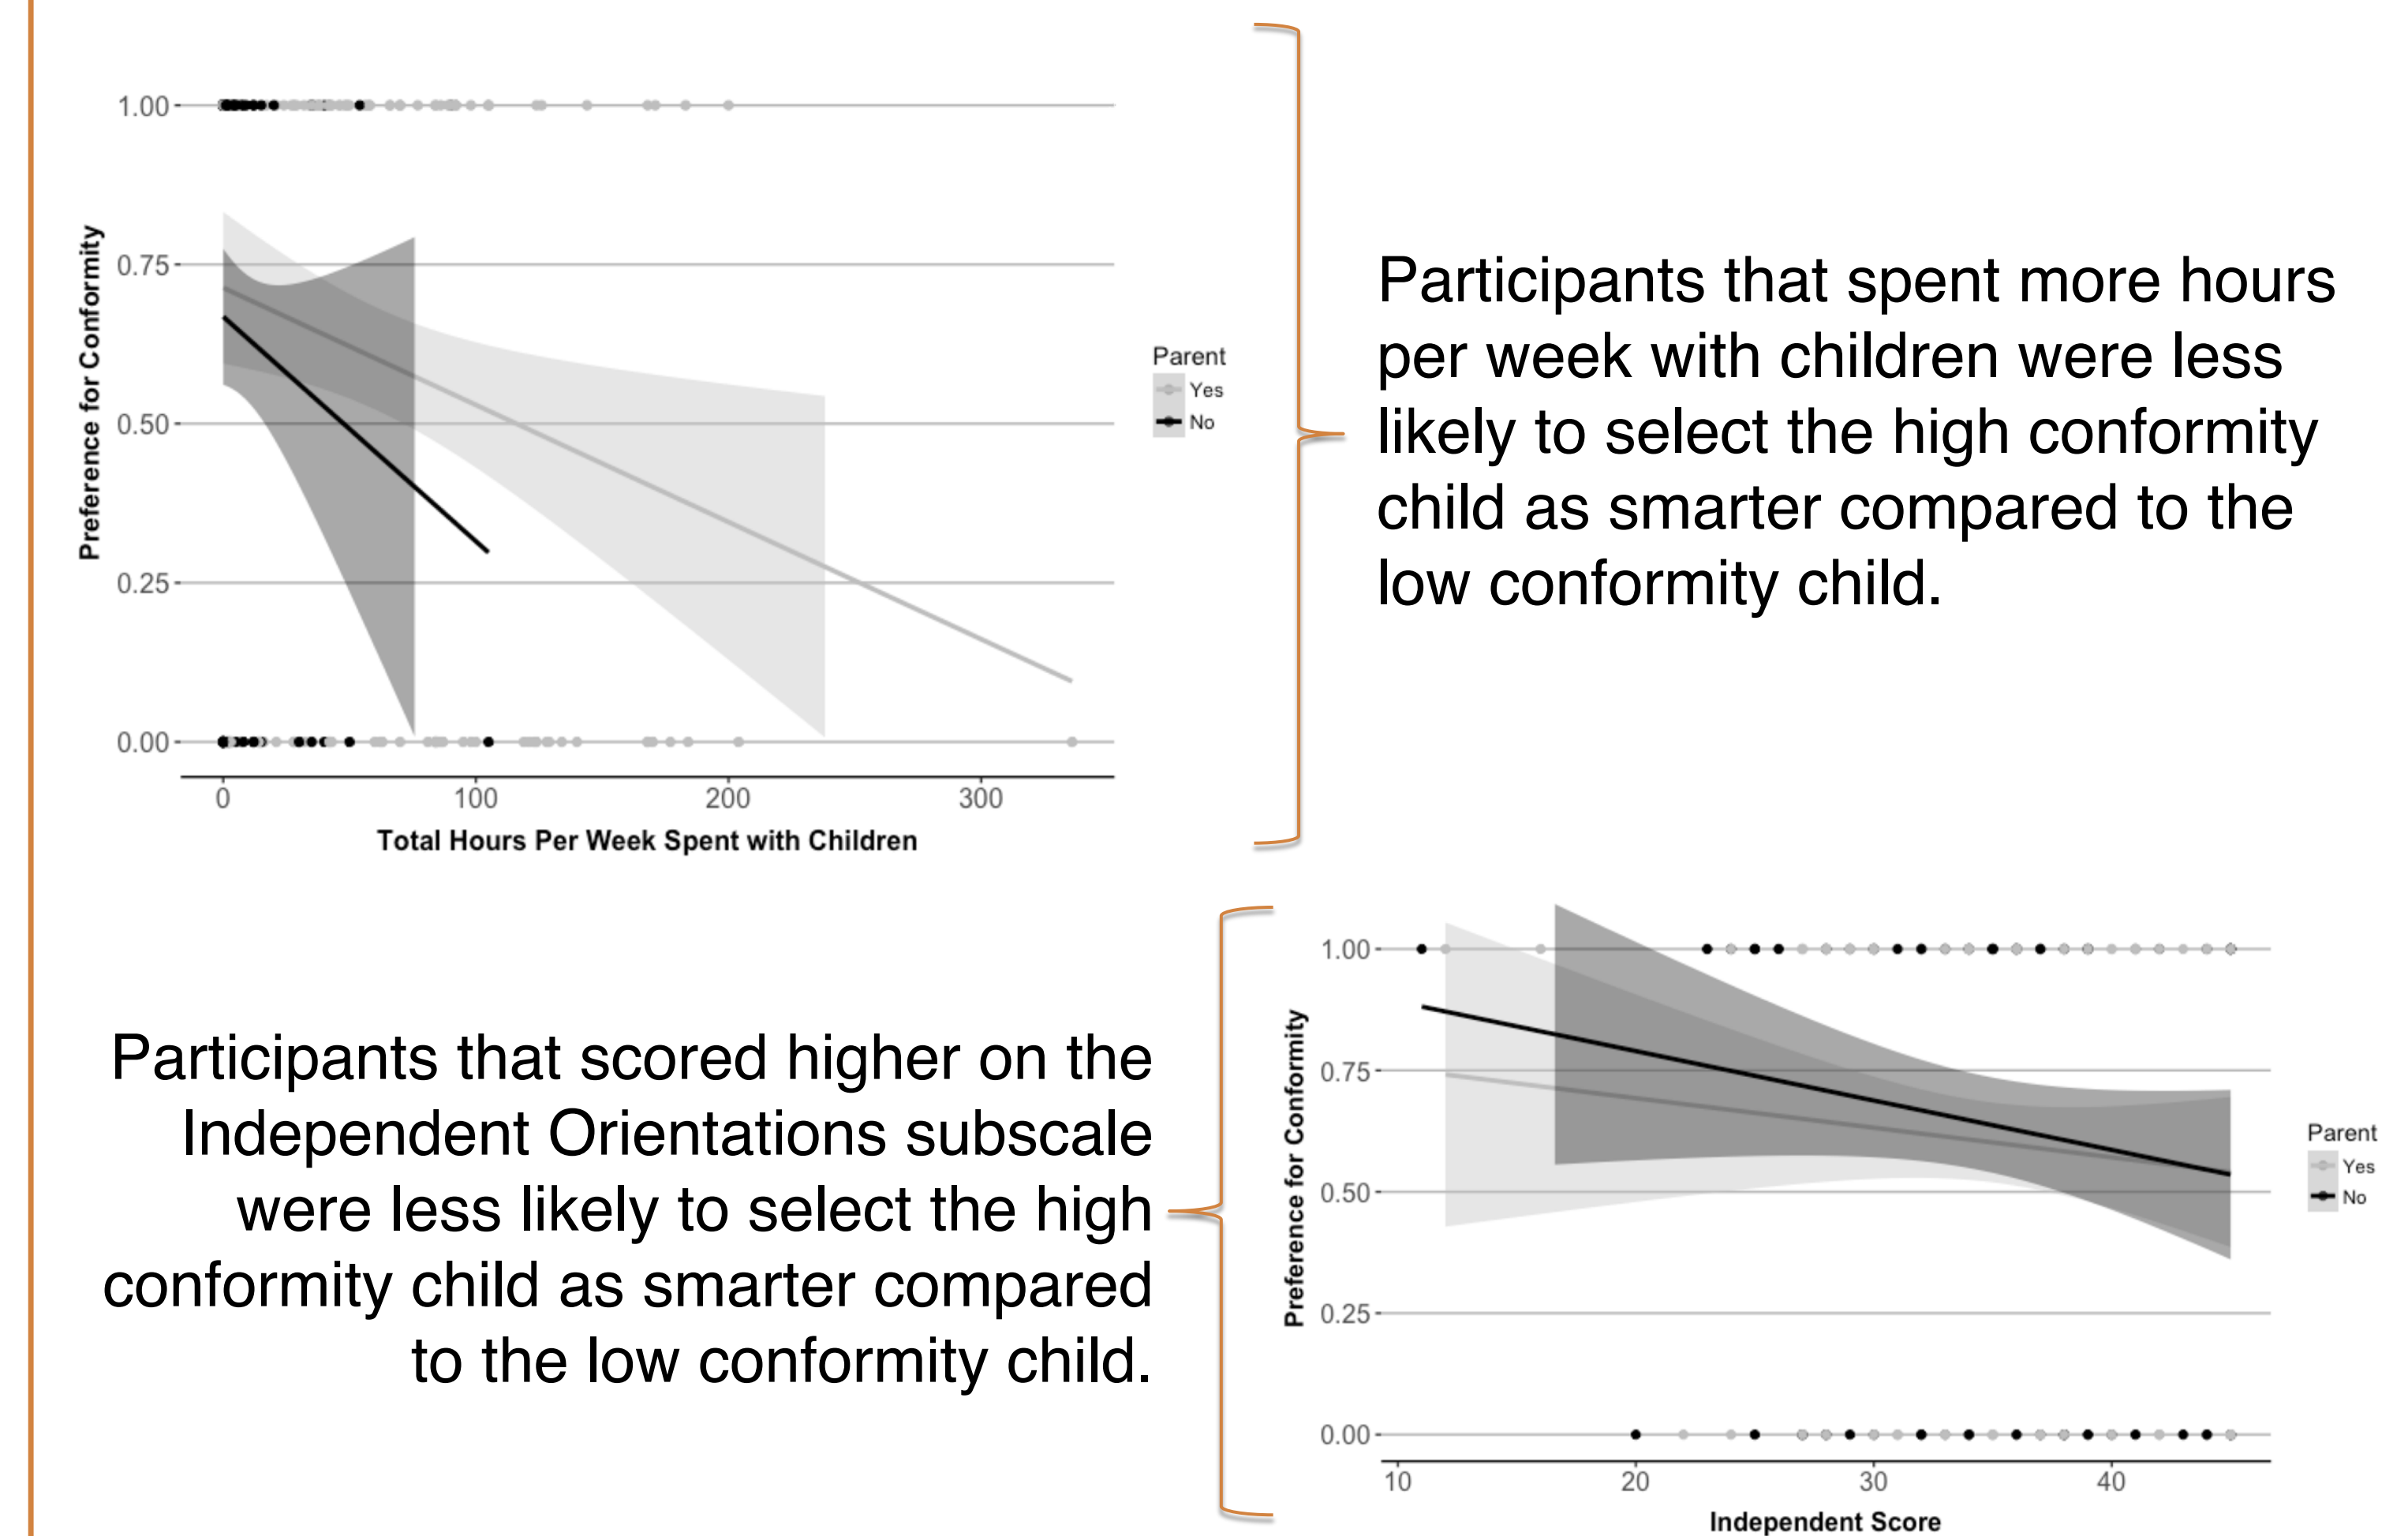 1.00
0.75
0.50
0.25
0.00
Preference for Conformity
0
100
200
300
Total Hours Per Week Spent with Children
Parent
Yes
No
Participants that spent more hours
per week with children were less
likely to select the high conformity
child as smarter compared to the
low conformity child.
Participants that scored higher on the
Independent Orientations subscale
were less likely to select the high
conformity child as smarter compared
to the low conformity child.
1.00
0.75
0.50
0.25
0.00
Preference for Conformity
10
20
30
40
Independent Score
Parent
Yes
No